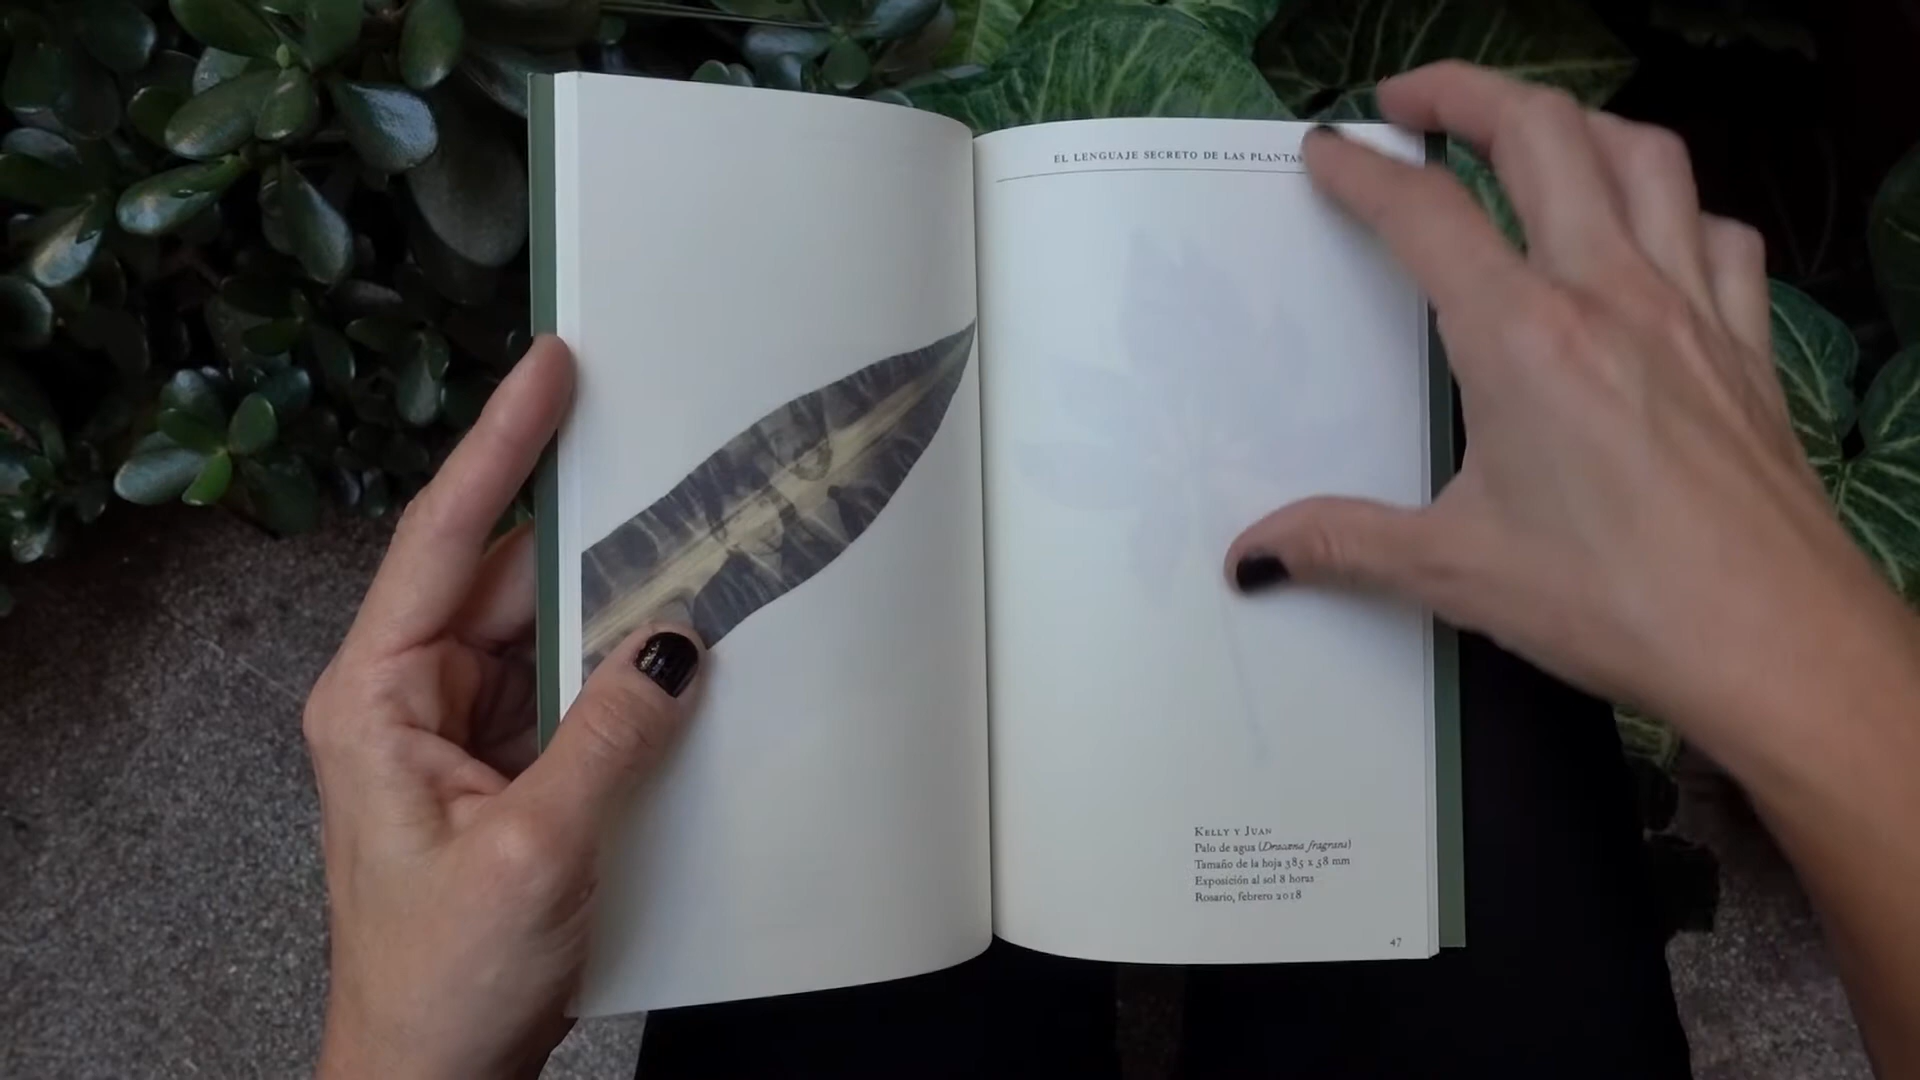 EL LENGUAJE SECRETO DE LAS PLANTAS
KELLY Y JUAN
Palo de agua (Dracæna fragrans)
Tamaño de la hoja 385 x 58 mm
Exposición al sol 8 horas
Rosario, febrero 2018
47